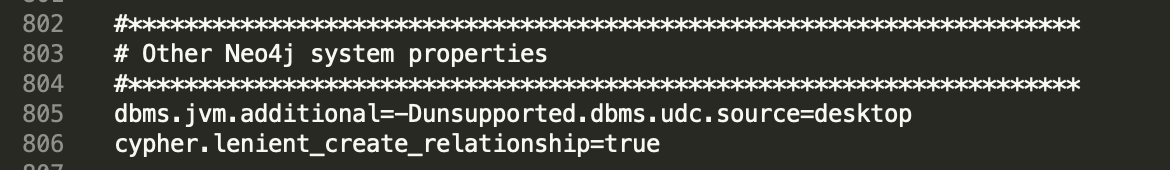 802 #*******************************************************************
803 # Other Neo4j system properties
804 #*******************************************************************
805 dbms.jvm.additional=-Dunsupported.dbms.udc.source=desktop
806 cypher.lenient_create_relationship=true